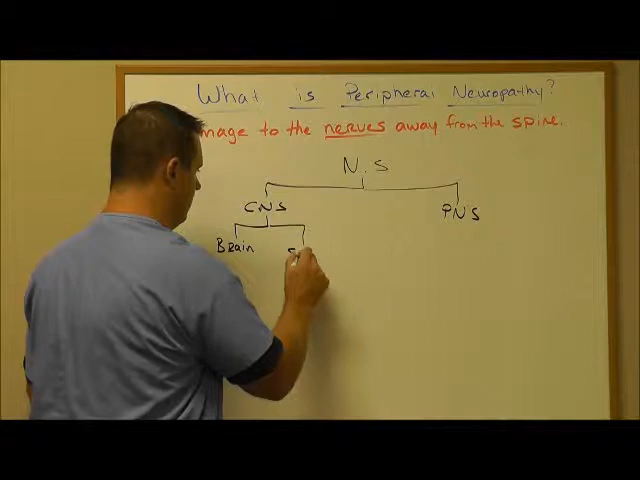 What is Peripheral Neuropathy?
mage to the nerves away from the spine.
N.S
CNS
PNS
Brain
S